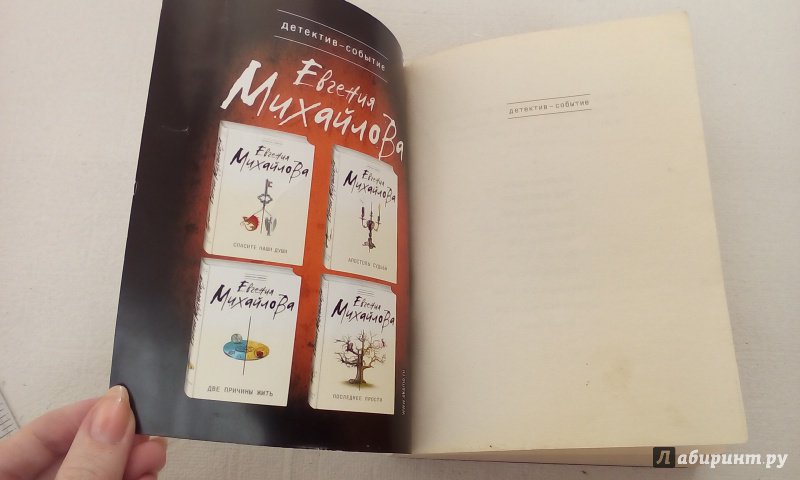 детектив-событие
Евгения
Михайлова
Евгения
Михайлова
СПАСИТЕ НАШИ ДУШИ
Евгения
Михайлова
АПОСТОЛЫ СУДЬБЫ
Евгения
Михайлова
ДВЕ ПРИЧИНЫ ЖИТЬ
Евгения
Михайлова
ПОСЛЕДНЕЕ ПРОСТИ
детектив-событие
Лабиринт.ру